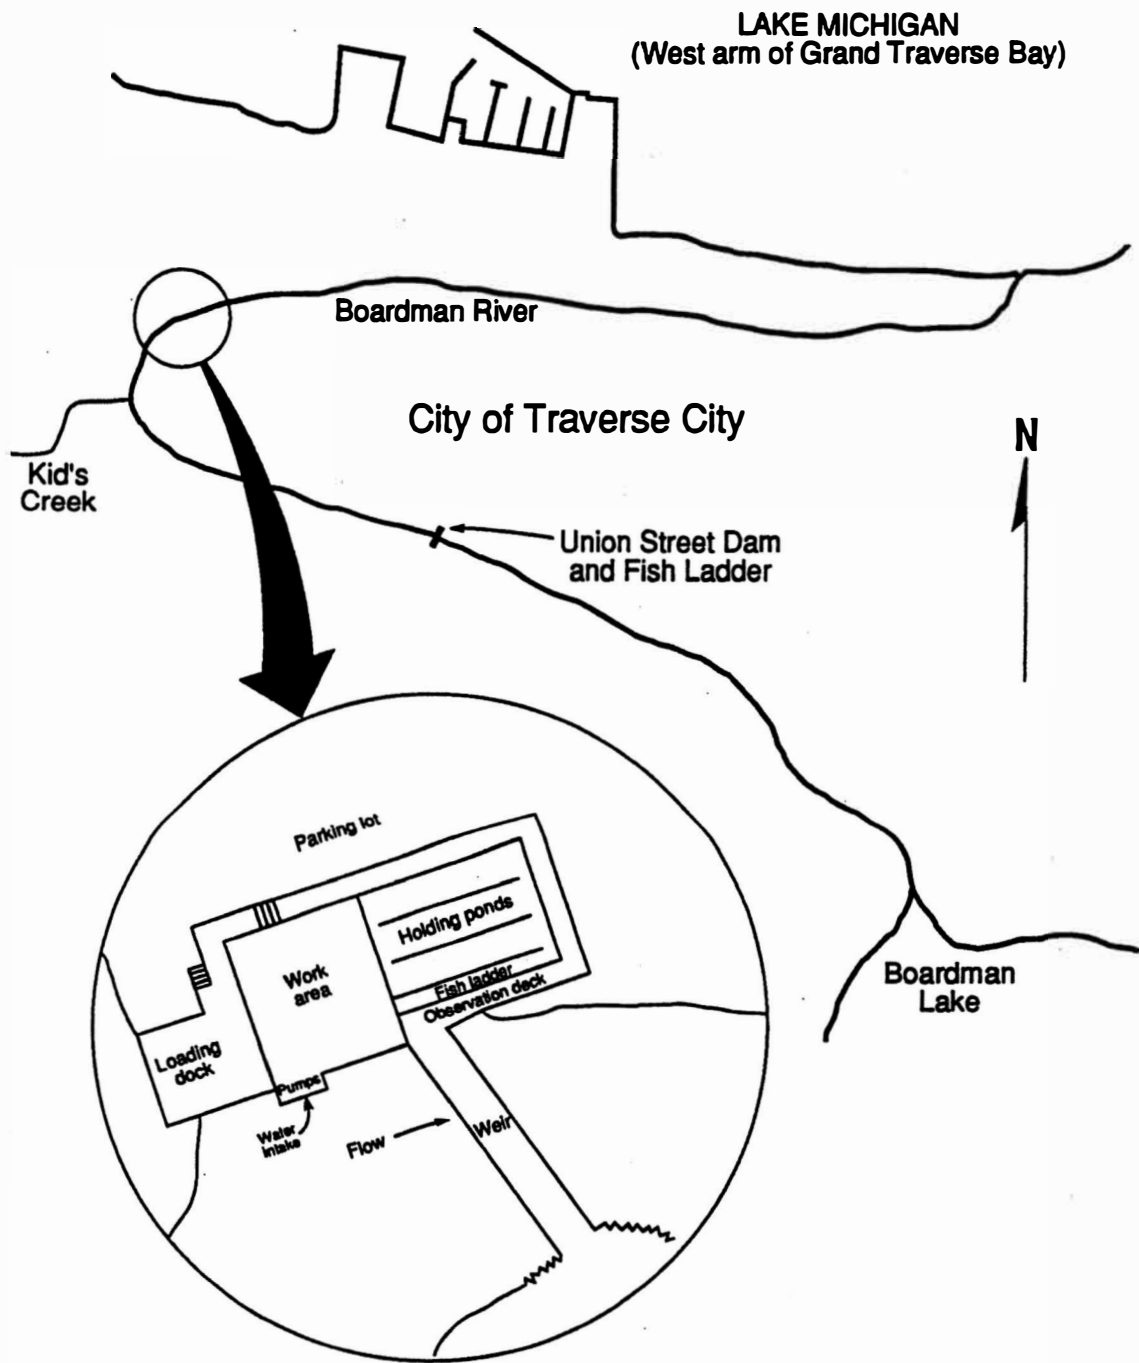 LAKE MICHIGAN
(West arm of Grand Traverse Bay)
Boardman River
City of Traverse City
N
Kid's
Creek
Union Street Dam
and Fish Ladder
Boardman
Lake
Parking lot
Holding ponds
Work
area
Fish ladder
Observation deck
Loading
dock
Pumps
Water
intake
Flow
Weir